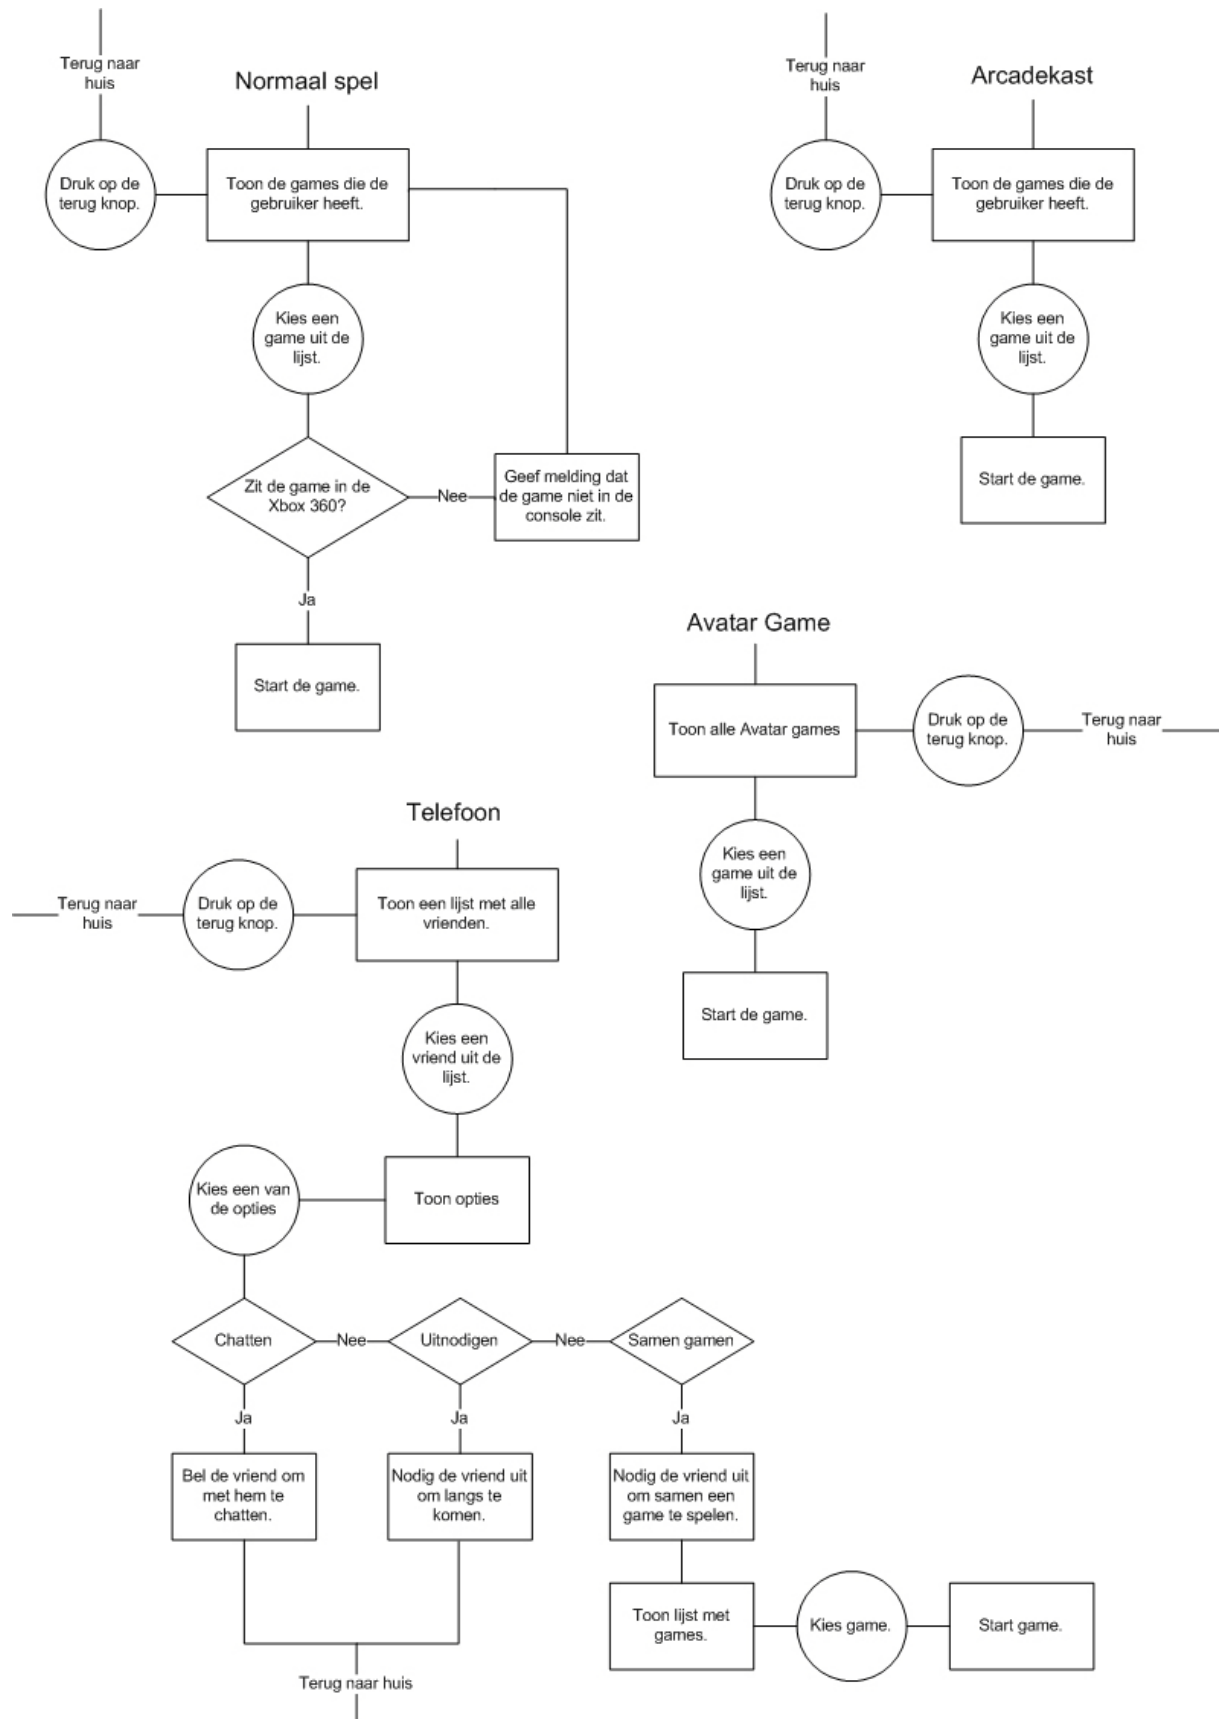 Terug naar
huis
Normaal spel
Druk op de
terug knop.
Toon de games die de
gebruiker heeft.
Kies een
game uit de
lijst.
Zit de game in de
Xbox 360?
Nee
Geef melding dat
de game niet in de
console zit.
Ja
Start de game.
Terug naar
huis
Arcadekast
Druk op de
terug knop.
Toon de games die de
gebruiker heeft.
Kies een
game uit de
lijst.
Start de game.
Avatar Game
Toon alle Avatar games
Druk op de
terug knop.
Terug naar
huis
Kies een
game uit de
lijst.
Start de game.
Telefoon
Terug naar
huis
Druk op de
terug knop.
Toon een lijst met alle
vrienden.
Kies een
vriend uit de
lijst.
Kies een van
de opties
Toon opties
Chatten
Nee
Uitnodigen
Nee
Samen gamen
Ja
Ja
Ja
Bel de vriend om
met hem te
chatten.
Nodig de vriend uit
om langs te
komen.
Nodig de vriend uit
om samen een
game te spelen.
Toon lijst met
games.
Kies game.
Start game.
Terug naar huis